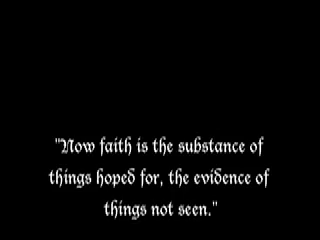 "Now faith is the substance of
things hoped for, the evidence of
things not seen."